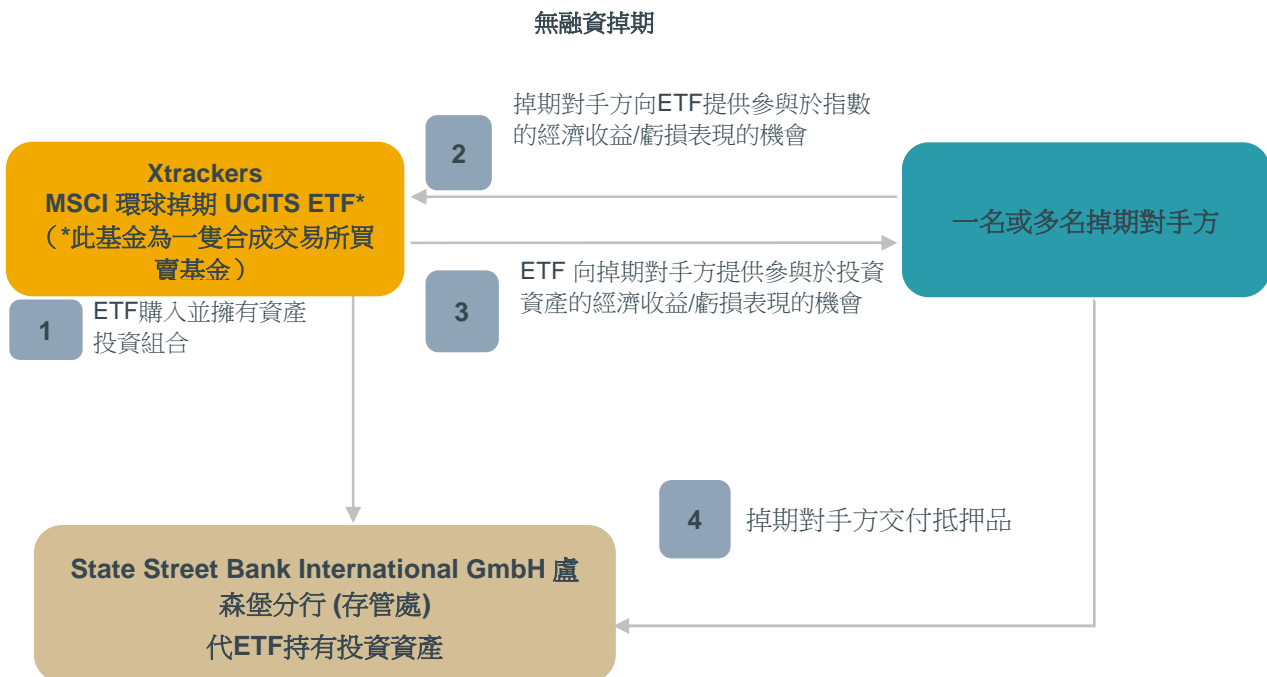 無融資掉期
掉期對手方向ETF提供參與於指數
的經濟收益/虧損表現的機會
2
Xtrackers
MSCI 環球掉期 UCITS ETF*
（*此基金為一隻合成交易所買
賣基金）
一名或多名掉期對手方
ETF 向掉期對手方提供參與於投資
資產的經濟收益/虧損表現的機會
3
1
ETF購入並擁有資產
投資組合
4
掉期對手方交付抵押品
State Street Bank International GmbH 盧
森堡分行 (存管處)
代ETF持有投資資產